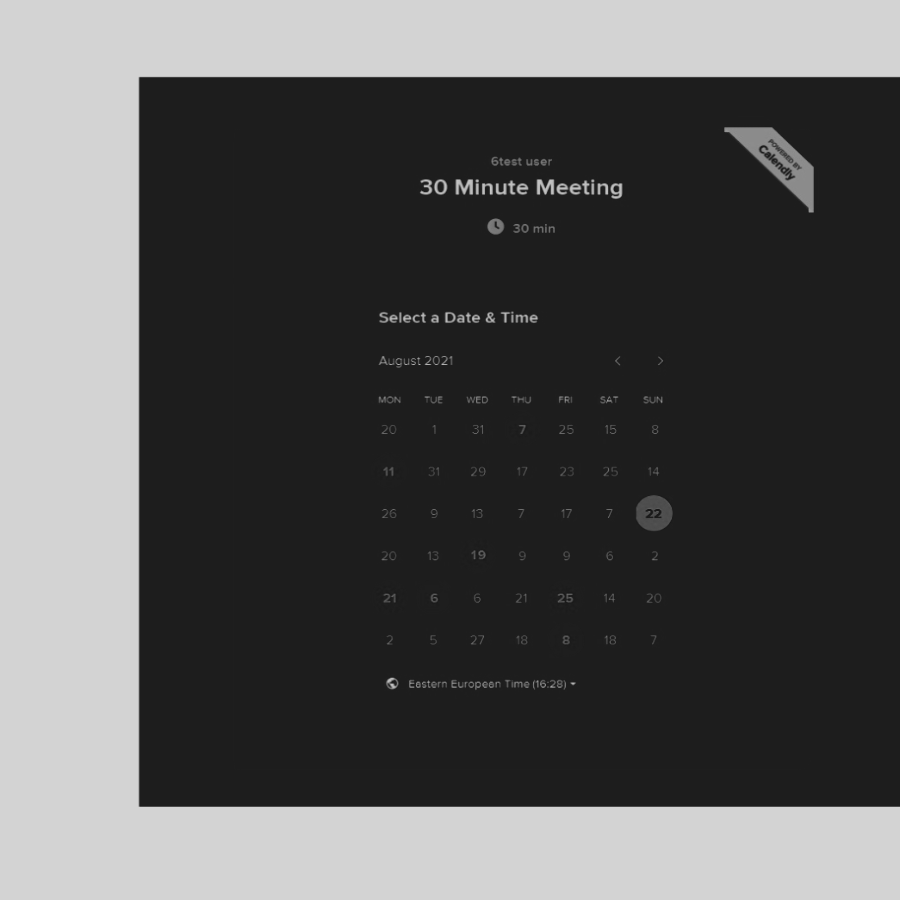 POWERED BY
Calendly
6test user
30 Minute Meeting
30 min
Select a Date & Time
August 2021
MON TUE WED THU FRI SAT SUN
20 1 31 7 25 15 8
11 31 29 17 23 25 14
26 9 13 7 17 7 22
20 13 19 9 9 6 2
21 6 6 21 25 14 20
2 5 27 18 8 18 7
Eastern European Time (16:28)